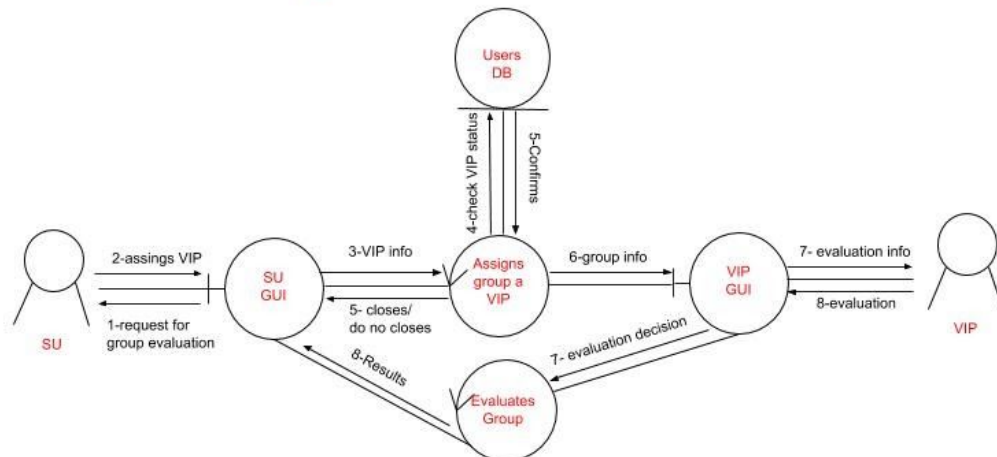 Users
DB
4-check VIP status
5-Confirms
2-assings VIP
1-request for
group evaluation
SU
SU
GUI
3-VIP info
5- closes/
do no closes
Assigns
group a
VIP
6-group info
VIP
GUI
7- evaluation info
8-evaluation
VIP
8-Results
7- evaluation decision
Evaluates
Group